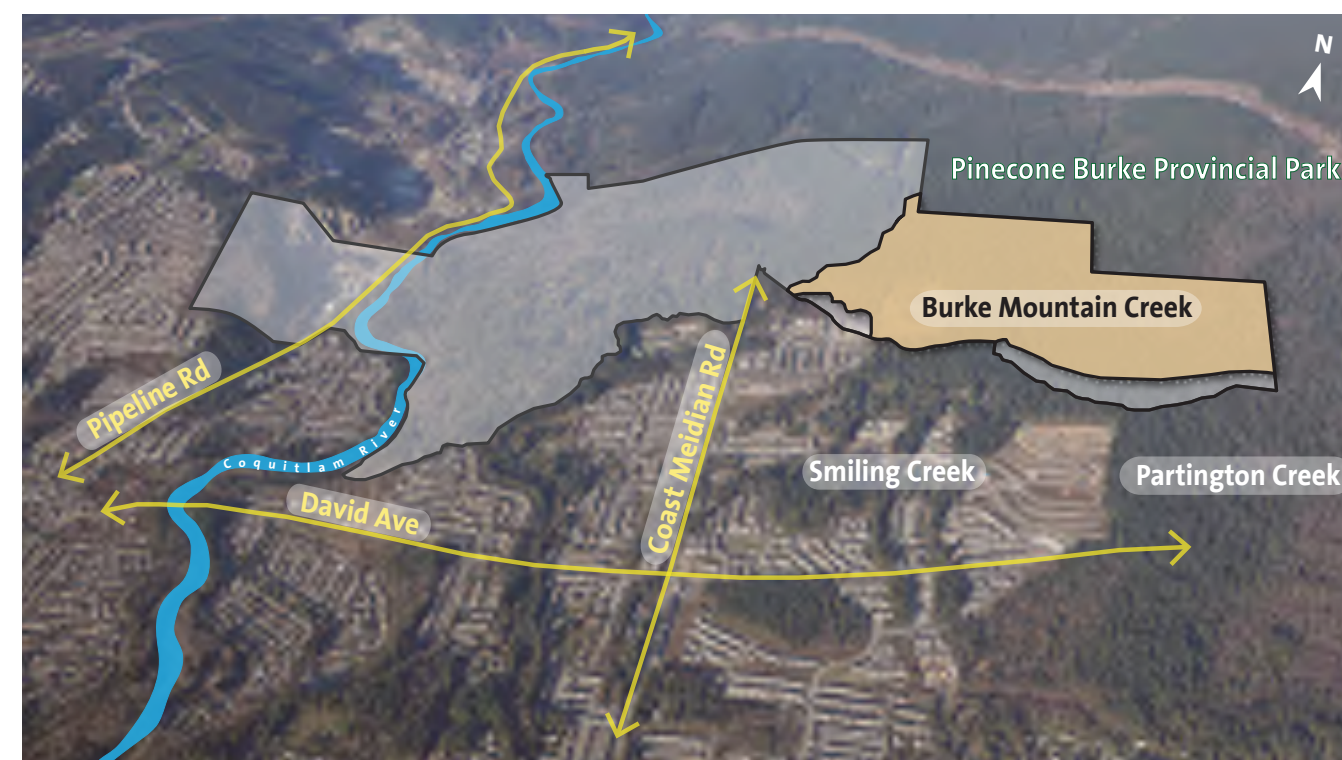 N
Pinecone Burke Provincial Park
Burke Mountain Creek
Pipeline Rd
Coast Meidian Rd
Coquitlam River
Smiling Creek
Partington Creek
David Ave